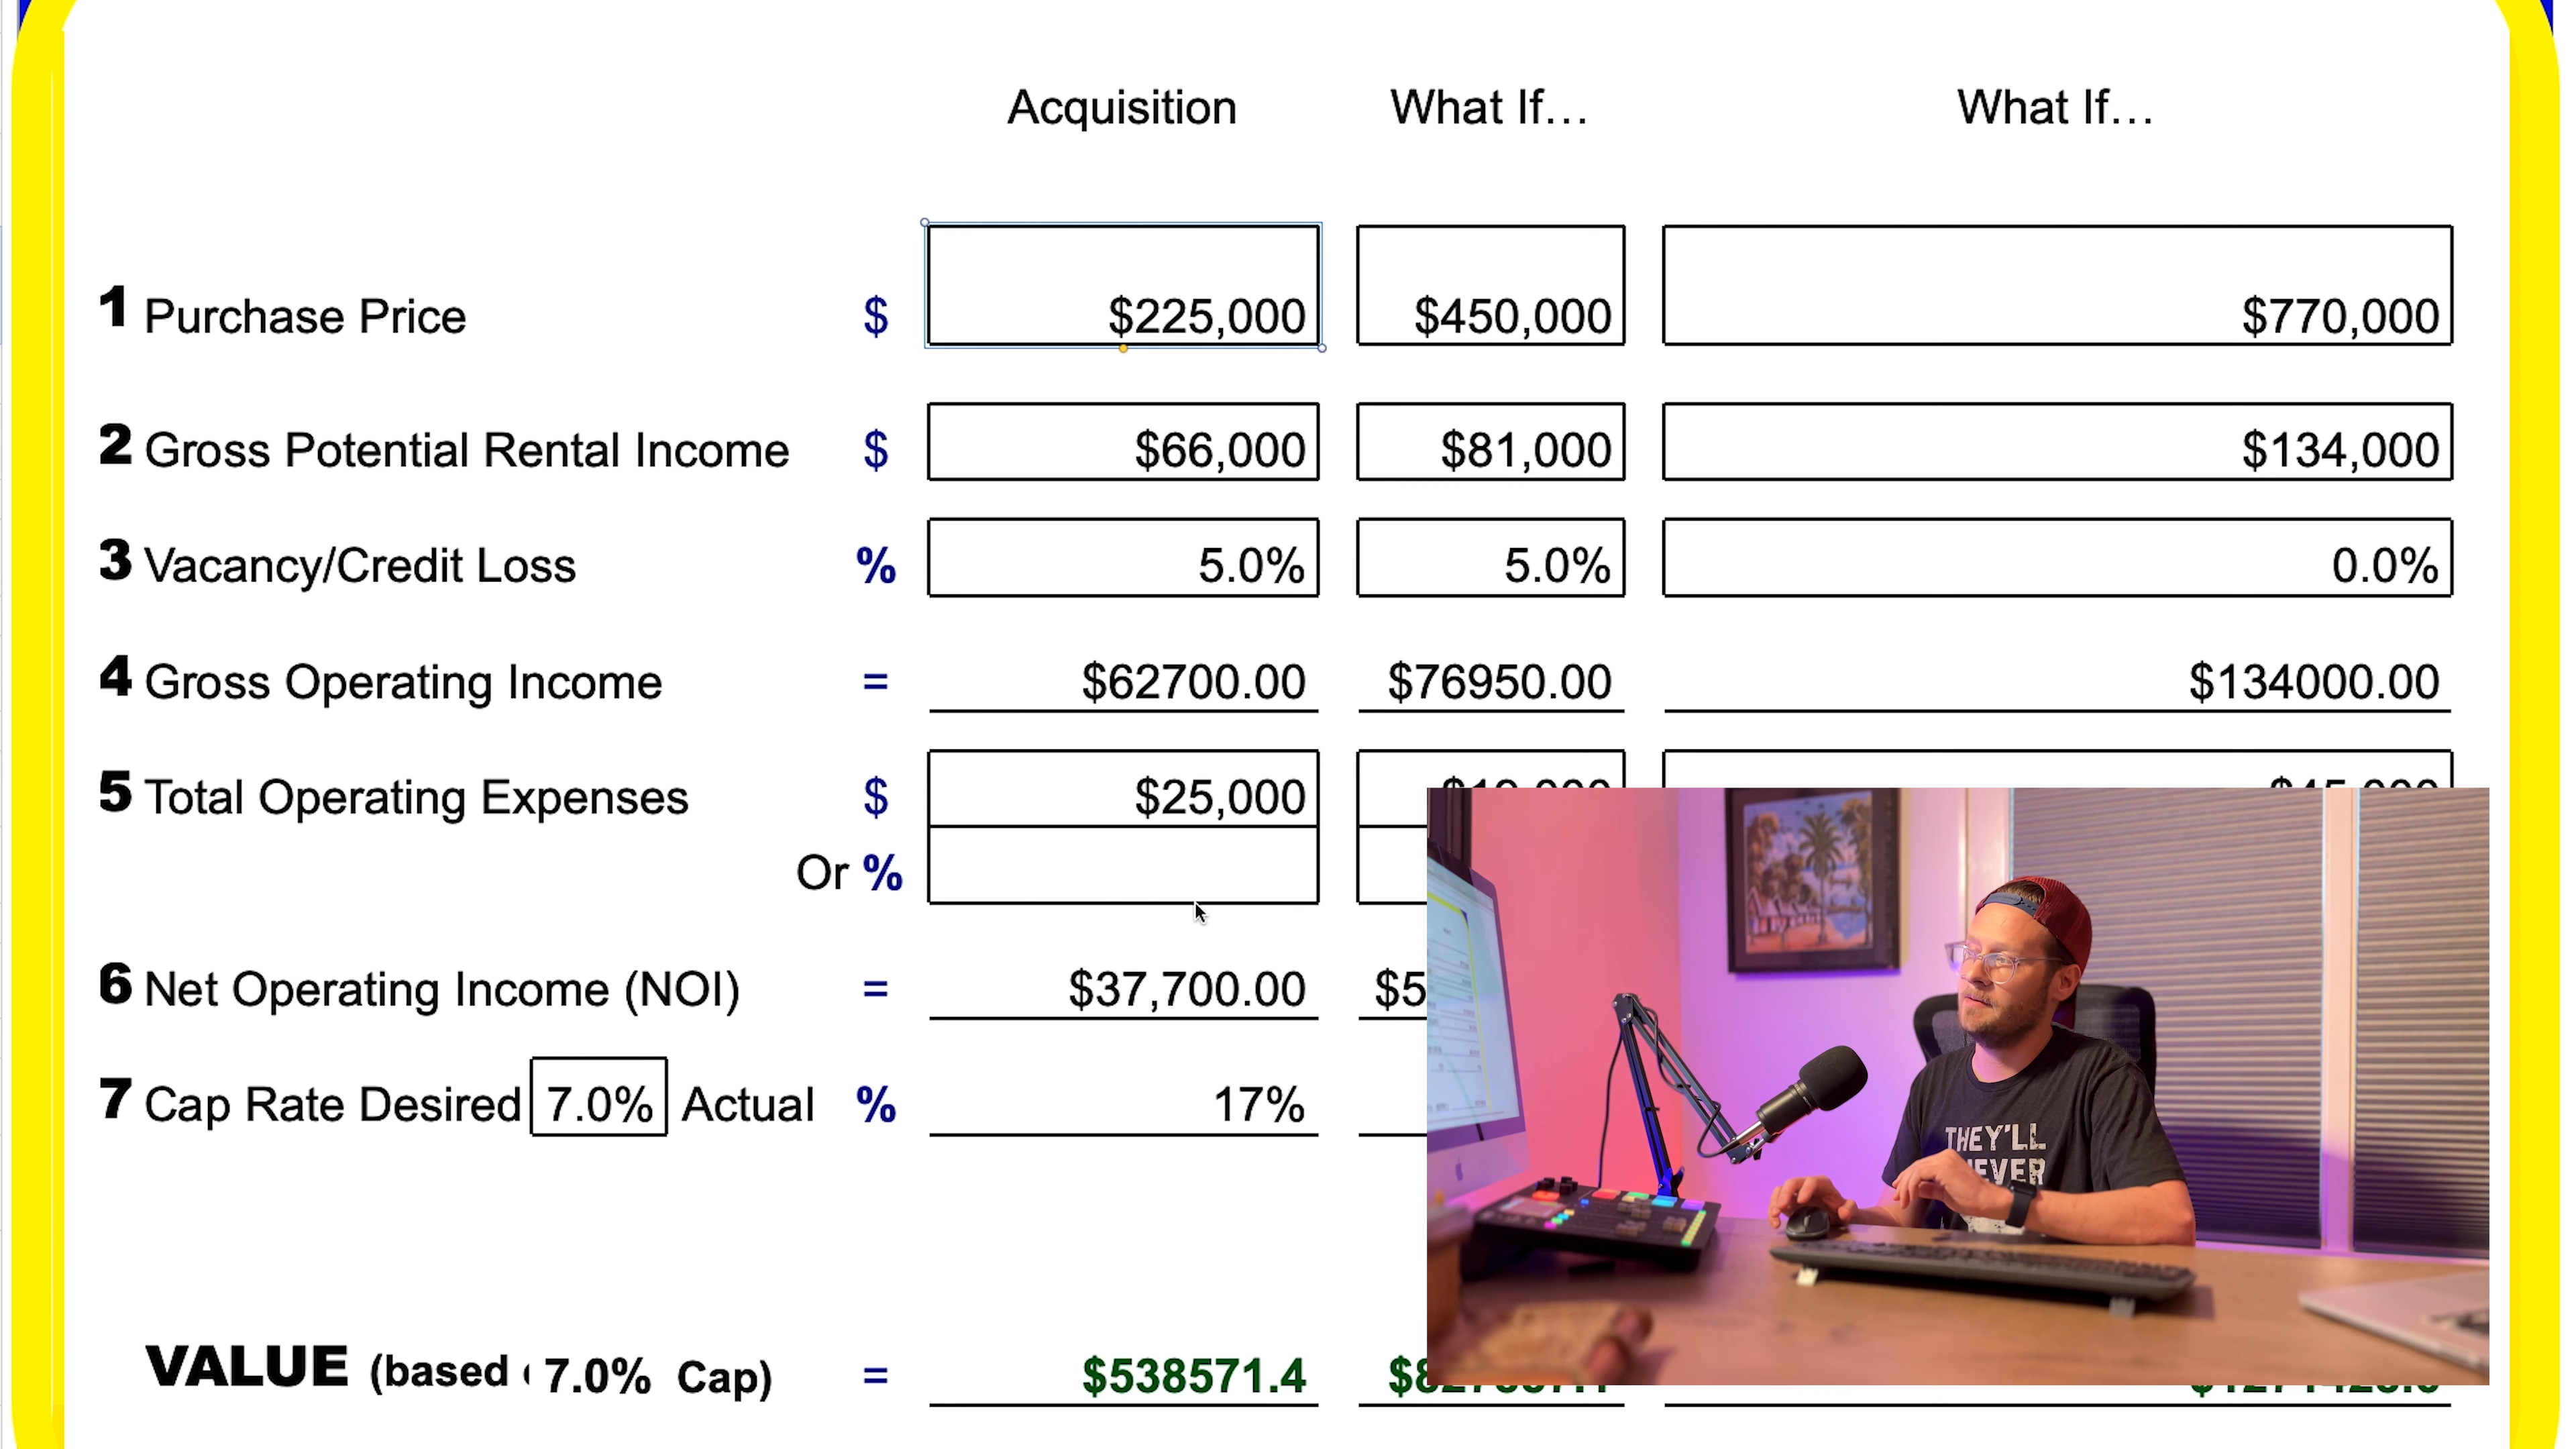 Acquisition What If… What If…
1 Purchase Price $ $225,000 $450,000 $770,000
2 Gross Potential Rental Income $ $66,000 $81,000 $134,000
3 Vacancy/Credit Loss % 5.0% 5.0% 0.0%
4 Gross Operating Income = $62700.00 $76950.00 $134000.00
5 Total Operating Expenses $ $25,000
Or %
6 Net Operating Income (NOI) = $37,700.00 $5
7 Cap Rate Desired 7.0% Actual % 17%
VALUE (based 7.0% Cap) = $538571.4
THEY'LL